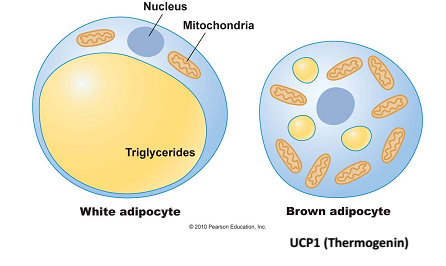 Nucleus
Mitochondria
Triglycerides
White adipocyte
Brown adipocyte
© 2010 Pearson Education, Inc.
UCP1 (Thermogenin)